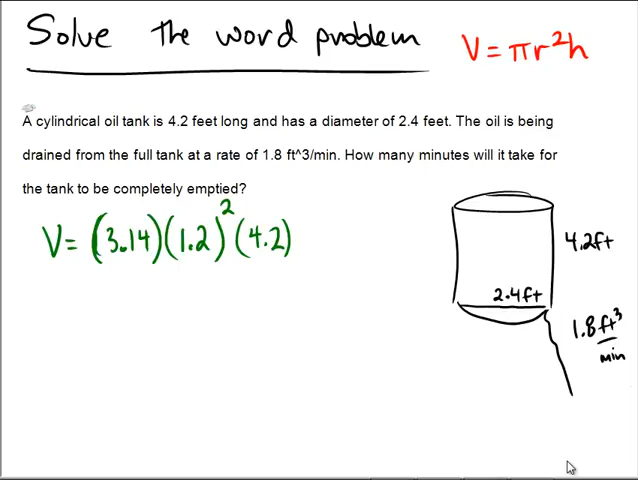 Solve the word problem
V = πr²h
A cylindrical oil tank is 4.2 feet long and has a diameter of 2.4 feet. The oil is being
drained from the full tank at a rate of 1.8 ft^3/min. How many minutes will it take for
the tank to be completely emptied?
V = (3.14)(1.2)²(4.2)
4.2ft
2.4ft
1.8ft³
min